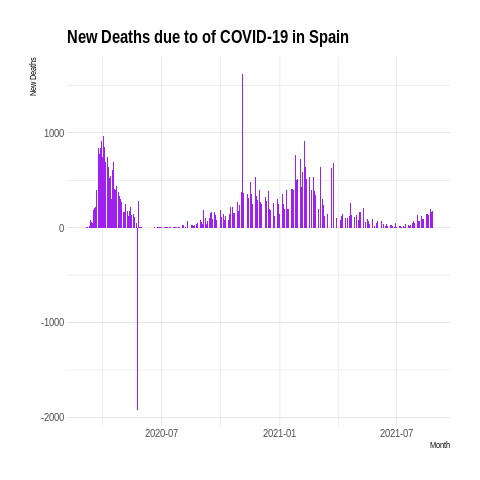 New Deaths due to of COVID-19 in Spain
New Deaths
1000
0
-1000
-2000
2020-07
2021-01
2021-07
Month